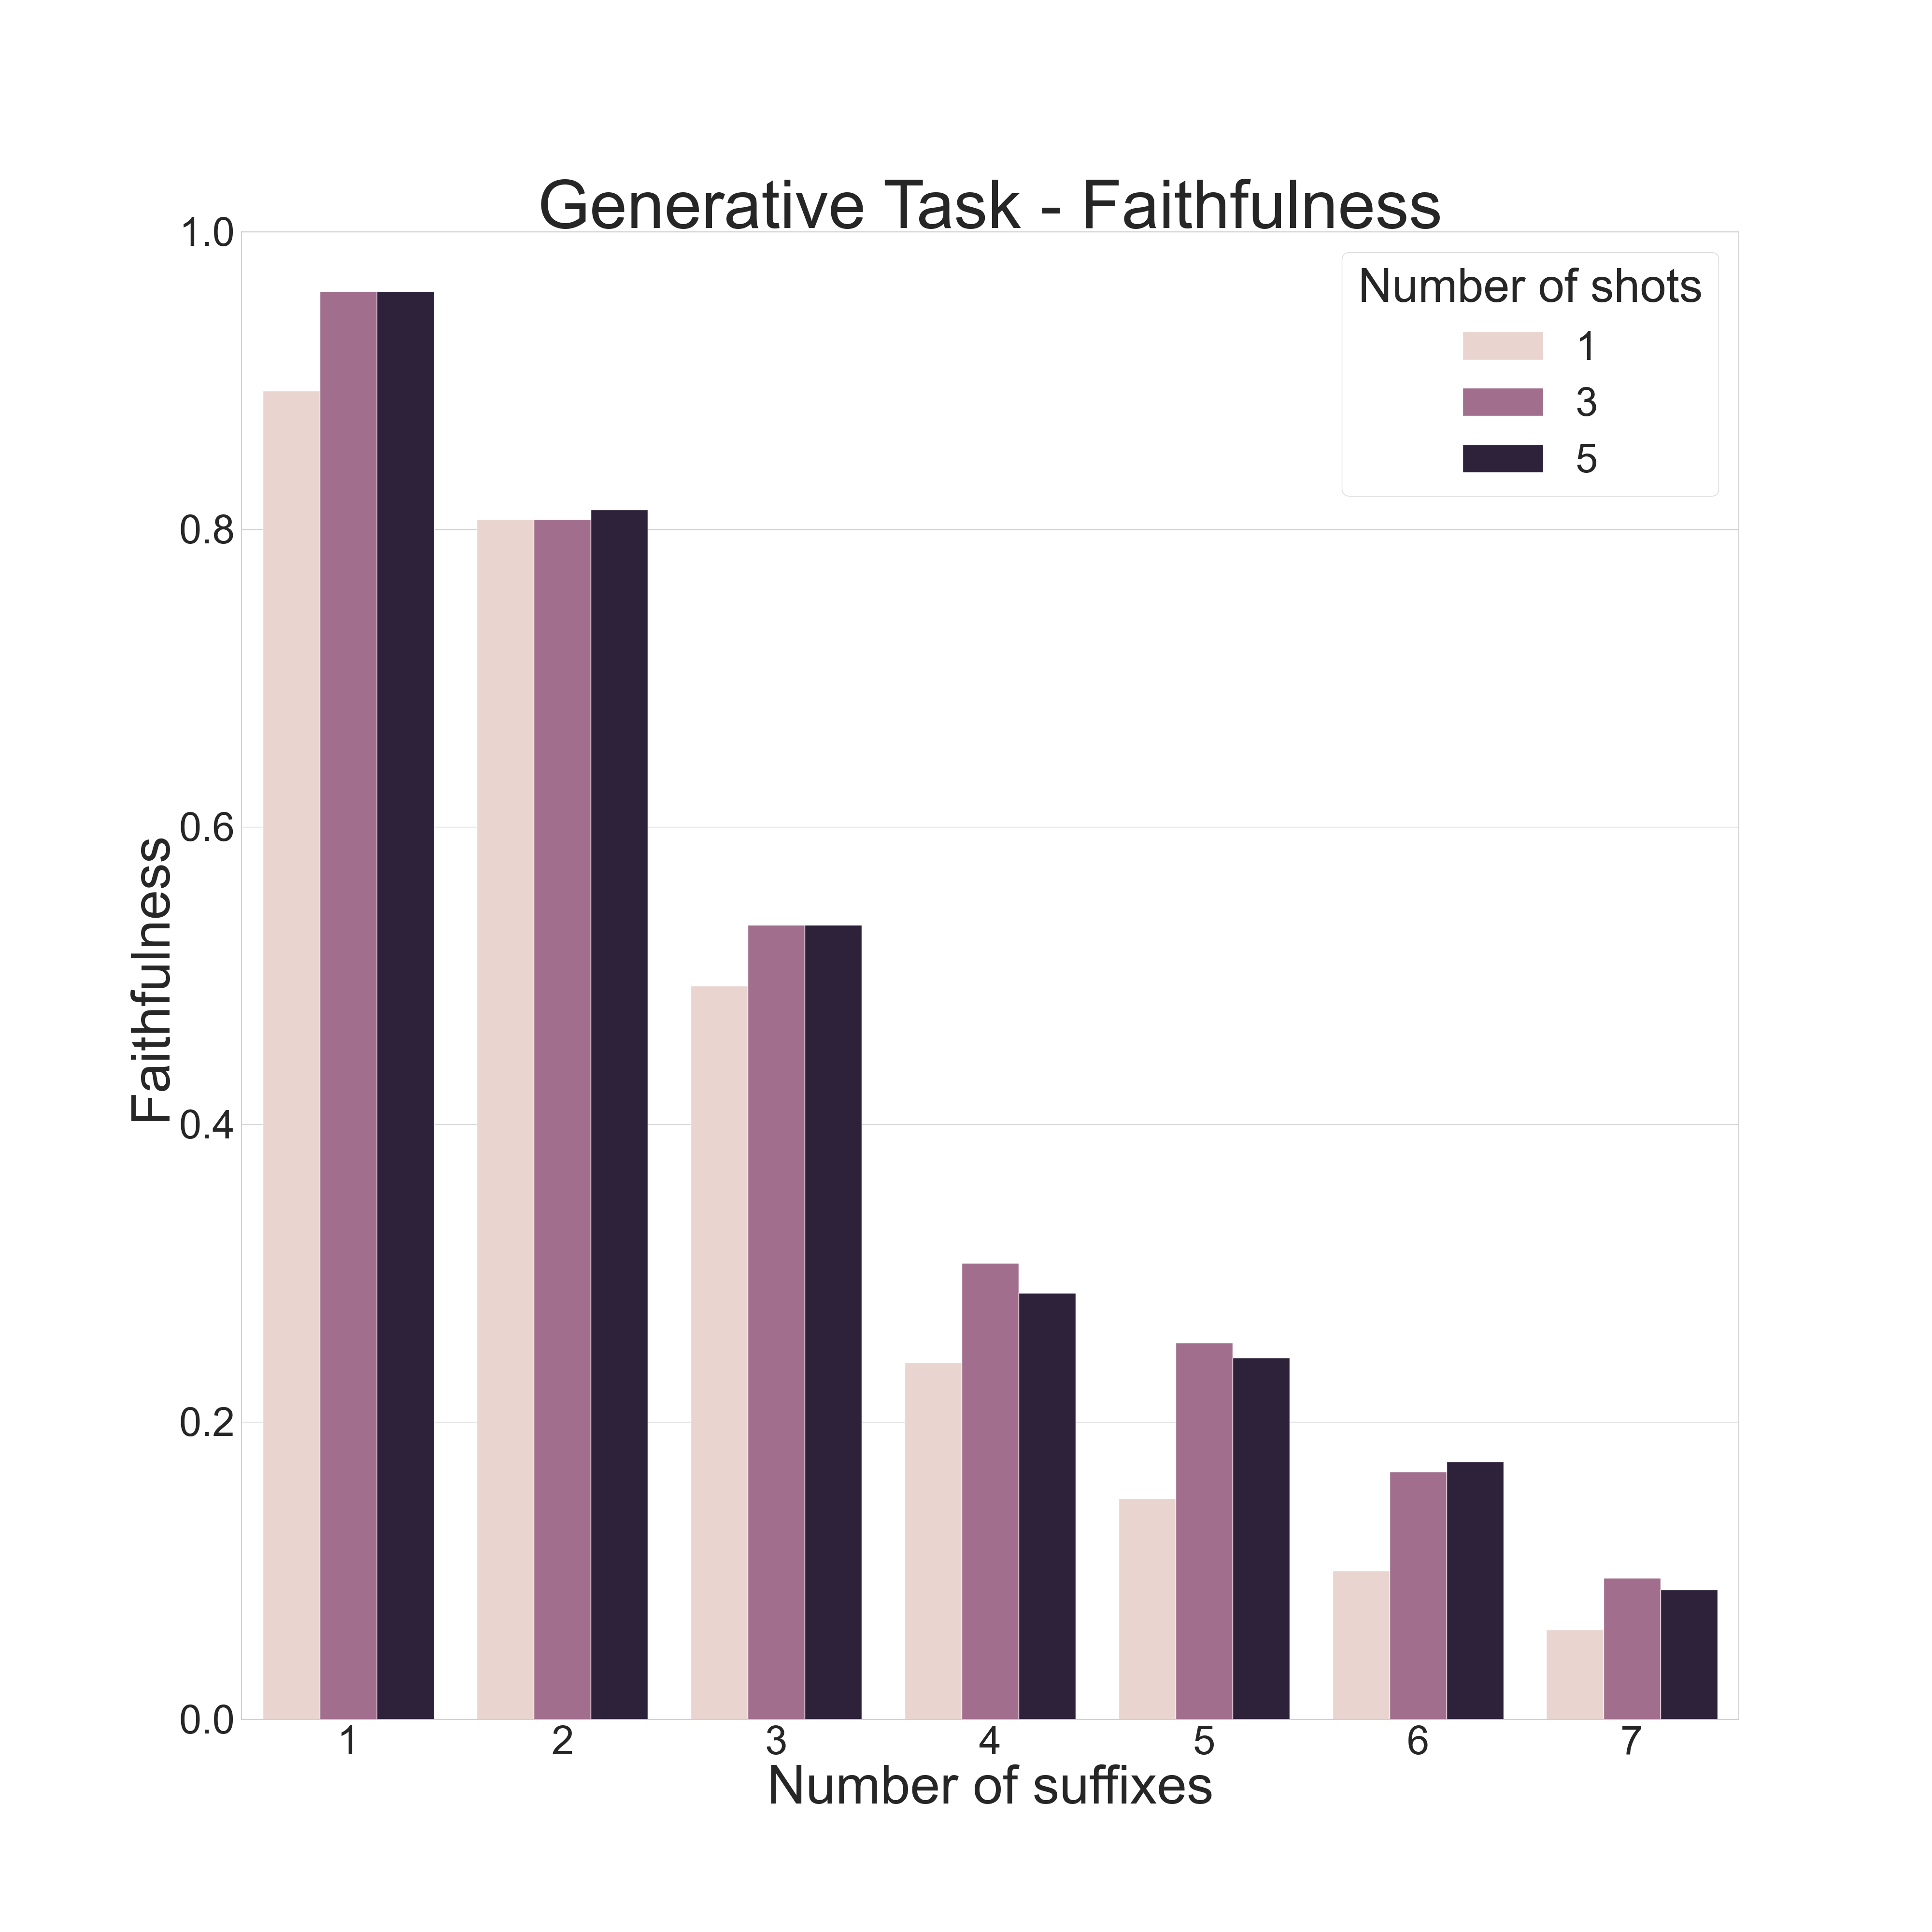 Generative Task - Faithfulness
Number of shots
1
3
5
1.0
0.8
0.6
0.4
0.2
0.0
Faithfulness
1 2 3 4 5 6 7
Number of suffixes